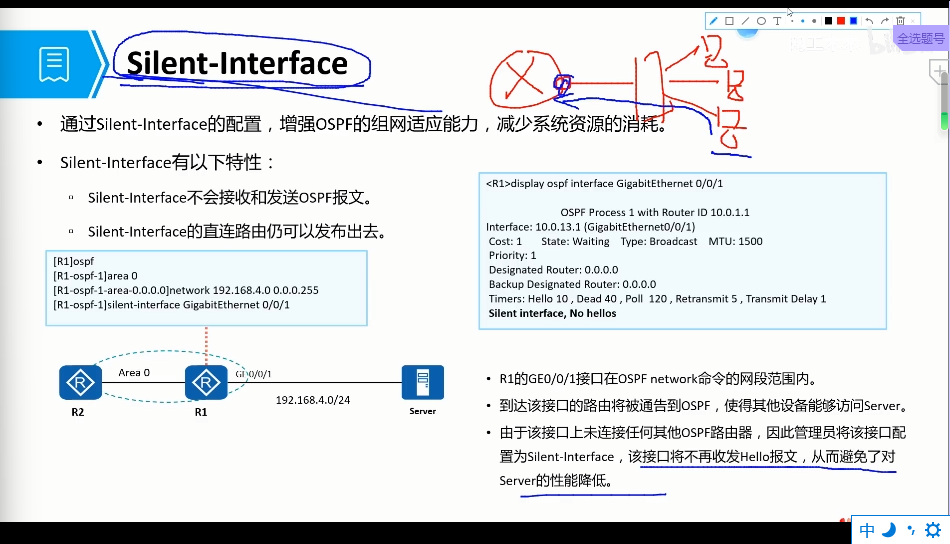 全选题号
Silent-Interface
• 通过Silent-Interface的配置，增强OSPF的组网适应能力，减少系统资源的消耗。
• Silent-Interface有以下特性：
▫ Silent-Interface不会接收和发送OSPF报文。
▫ Silent-Interface的直连路由仍可以发布出去。
<R1>display ospf interface GigabitEthernet 0/0/1
OSPF Process 1 with Router ID 10.0.1.1
Interface: 10.0.13.1 (GigabitEthernet0/0/1)
Cost: 1 State: Waiting Type: Broadcast MTU: 1500
Priority: 1
Designated Router: 0.0.0.0
Backup Designated Router: 0.0.0.0
Timers: Hello 10 , Dead 40 , Poll 120 , Retransmit 5 , Transmit Delay 1
Silent interface, No hellos
[R1]ospf
[R1-ospf-1]area 0
[R1-ospf-1-area-0.0.0.0]network 192.168.4.0 0.0.0.255
[R1-ospf-1]silent-interface GigabitEthernet 0/0/1
Area 0
GE 0/0/1
R
R
192.168.4.0/24
R2
R1
Server
• R1的GE0/0/1接口在OSPF network命令的网段范围内。
• 到达该接口的路由将被通告到OSPF，使得其他设备能够访问Server。
• 由于该接口上未连接任何其他OSPF路由器，因此管理员将该接口配
置为Silent-Interface，该接口将不再收发Hello报文，从而避免了对
Server的性能降低。
中